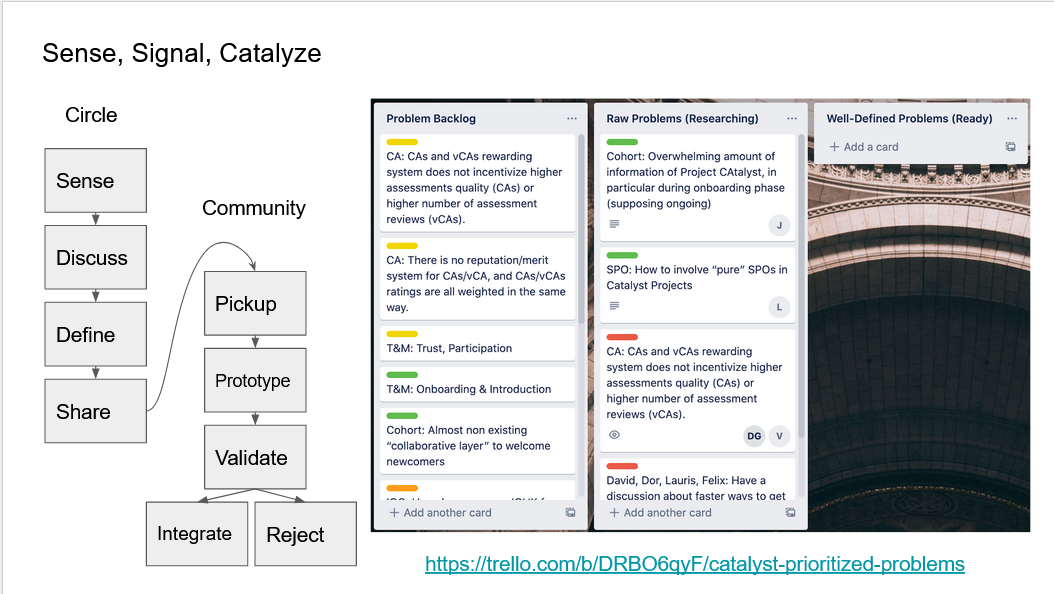 Sense, Signal, Catalyze
Circle
Sense
Discuss
Define
Share
Community
Pickup
Prototype
Validate
Integrate
Reject
Problem Backlog
CA: CAs and vCAs rewarding
system does not incentivize higher
assessments quality (CAs) or
higher number of assessment
reviews (vCAs).
CA: There is no reputation/merit
system for CAs/vCA, and CAs/vCAs
ratings are all weighted in the same
way.
T&M: Trust, Participation
T&M: Onboarding & Introduction
Cohort: Almost non existing
“collaborative layer” to welcome
newcomers
+ Add another card
Raw Problems (Researching)
Cohort: Overwhelming amount of
information of Project CAtalyst, in
particular during onboarding phase
(supposing ongoing)
J
SPO: How to involve “pure” SPOs in
Catalyst Projects
L
CA: CAs and vCAs rewarding
system does not incentivize higher
assessments quality (CAs) or
higher number of assessment
reviews (vCAs).
DG V
David, Dor, Lauris, Felix: Have a
discussion about faster ways to get
+ Add another card
Well-Defined Problems (Ready)
+ Add a card
https://trello.com/b/DRBO6qyF/catalyst-prioritized-problems